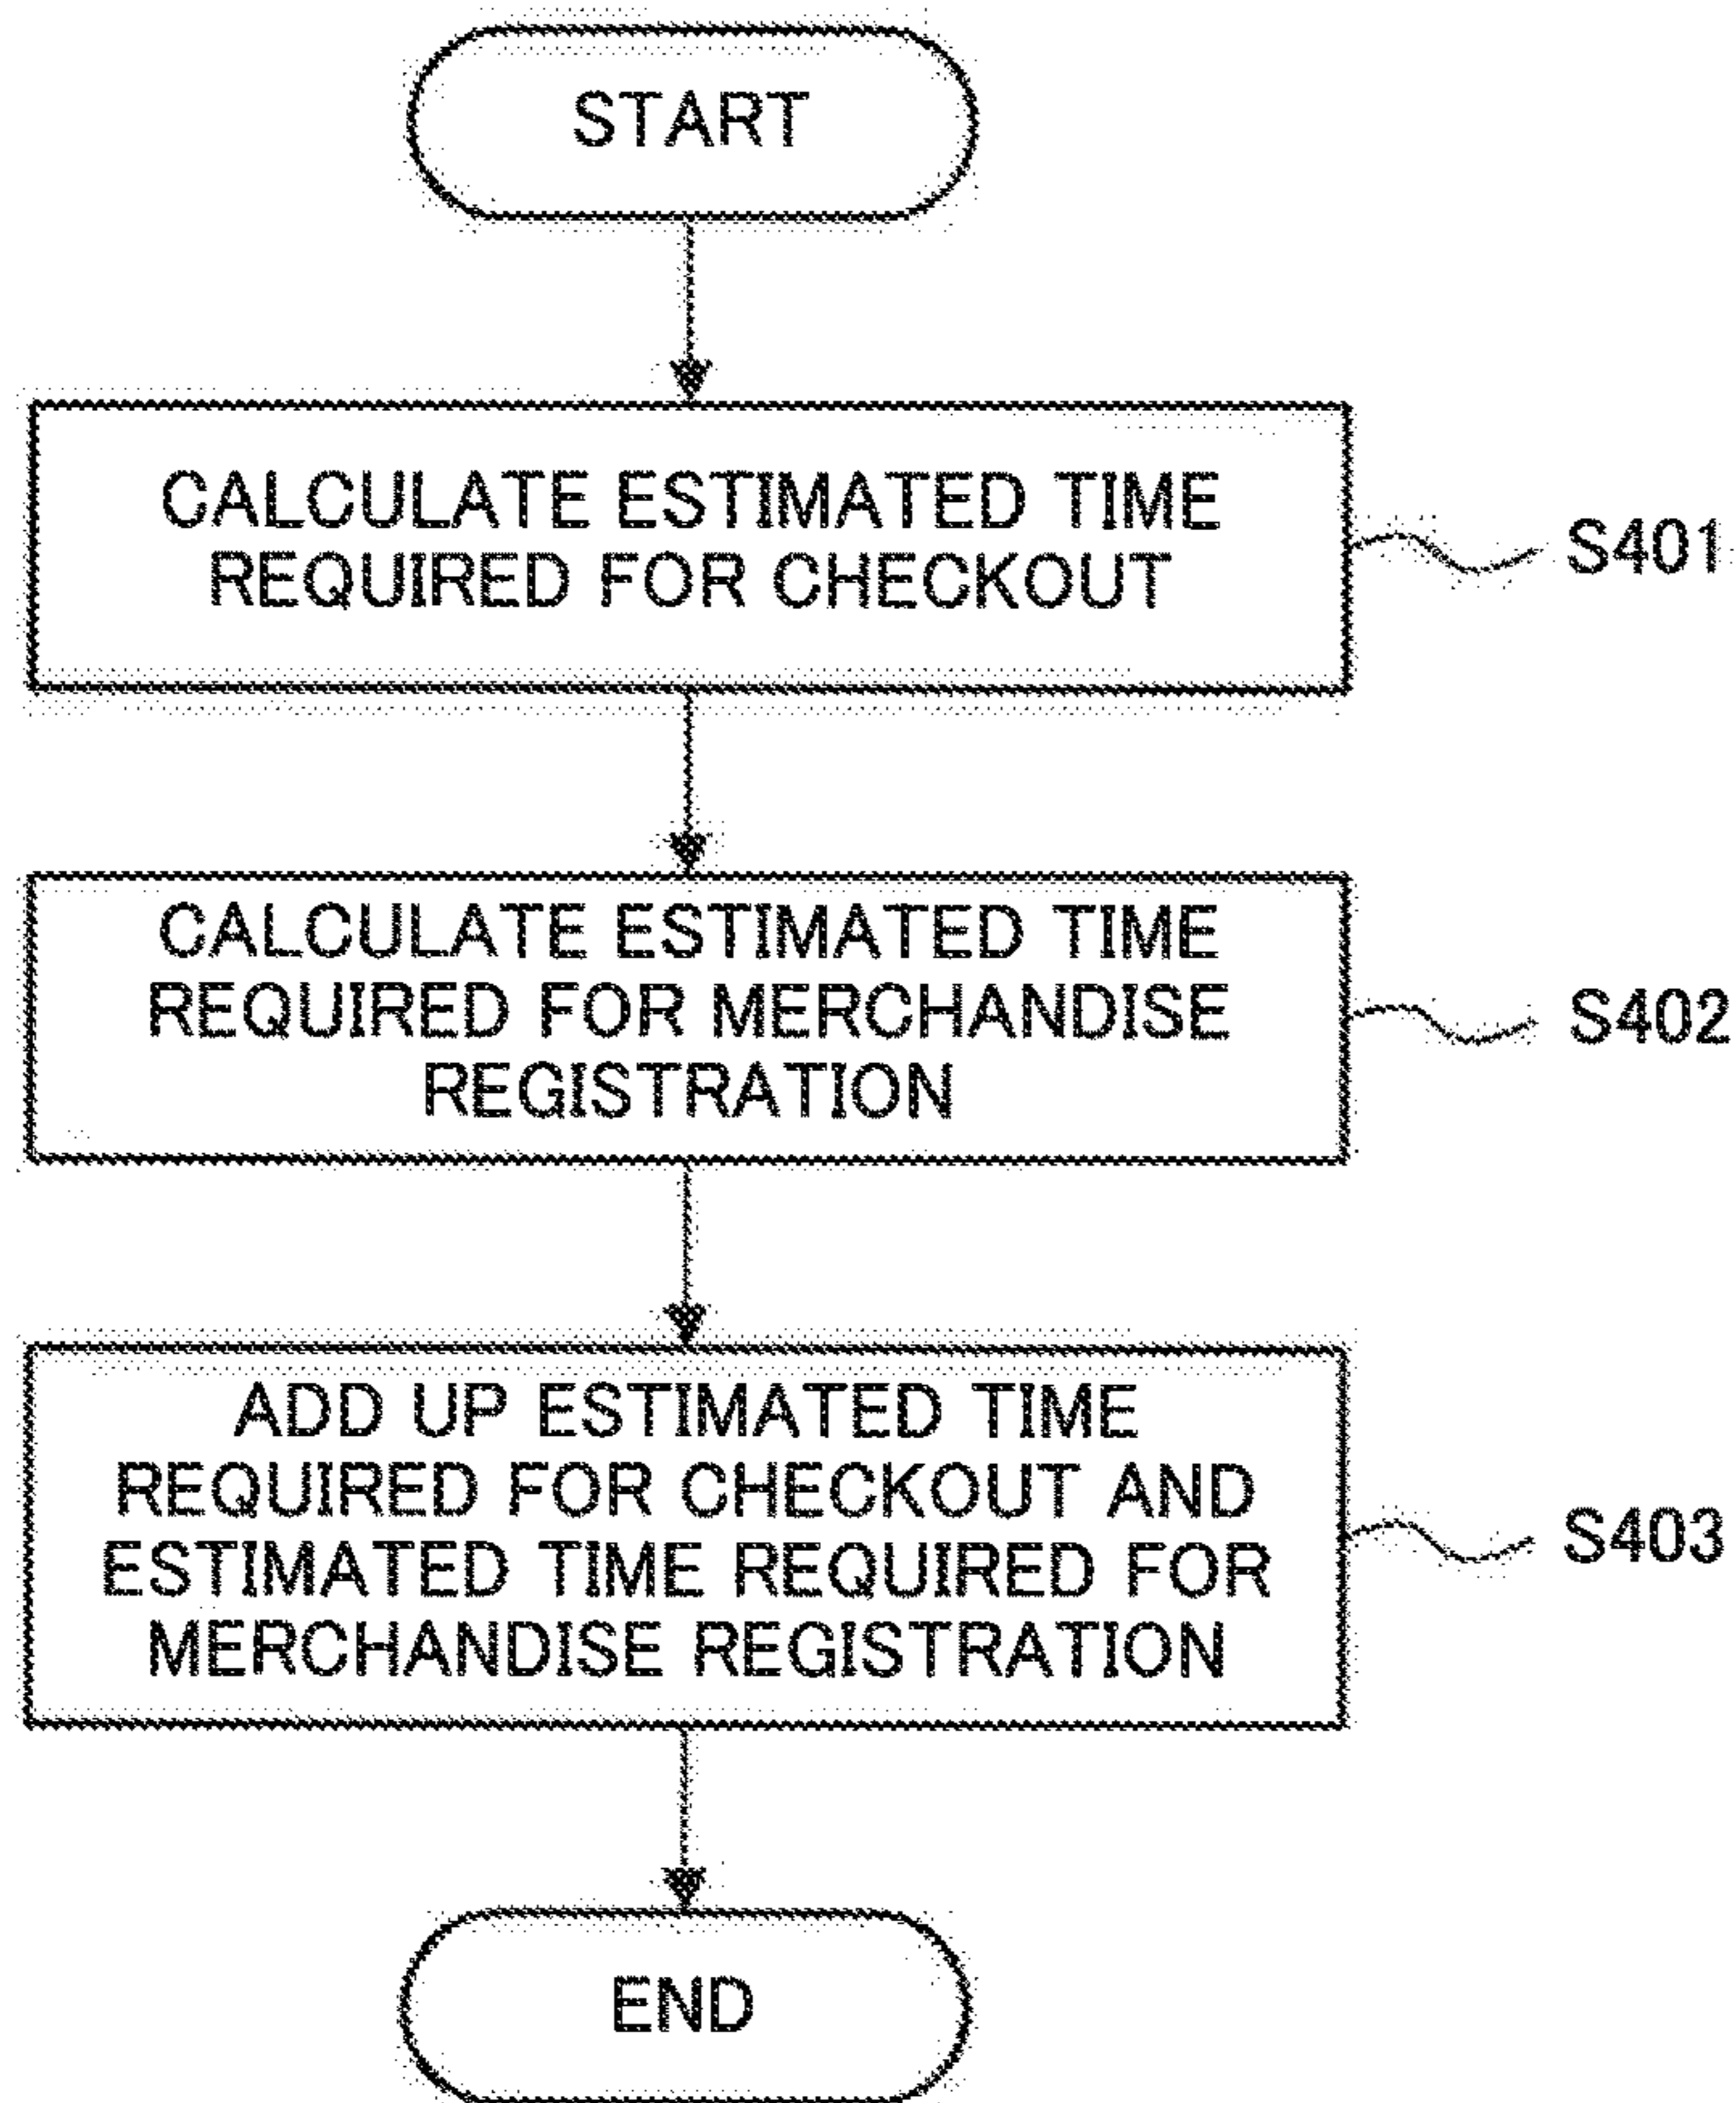 START
CALCULATE ESTIMATED TIME
REQUIRED FOR CHECKOUT
S401
CALCULATE ESTIMATED TIME
REQUIRED FOR MERCHANDISE
REGISTRATION
S402
ADD UP ESTIMATED TIME
REQUIRED FOR CHECKOUT AND
ESTIMATED TIME REQUIRED FOR
MERCHANDISE REGISTRATION
S403
END